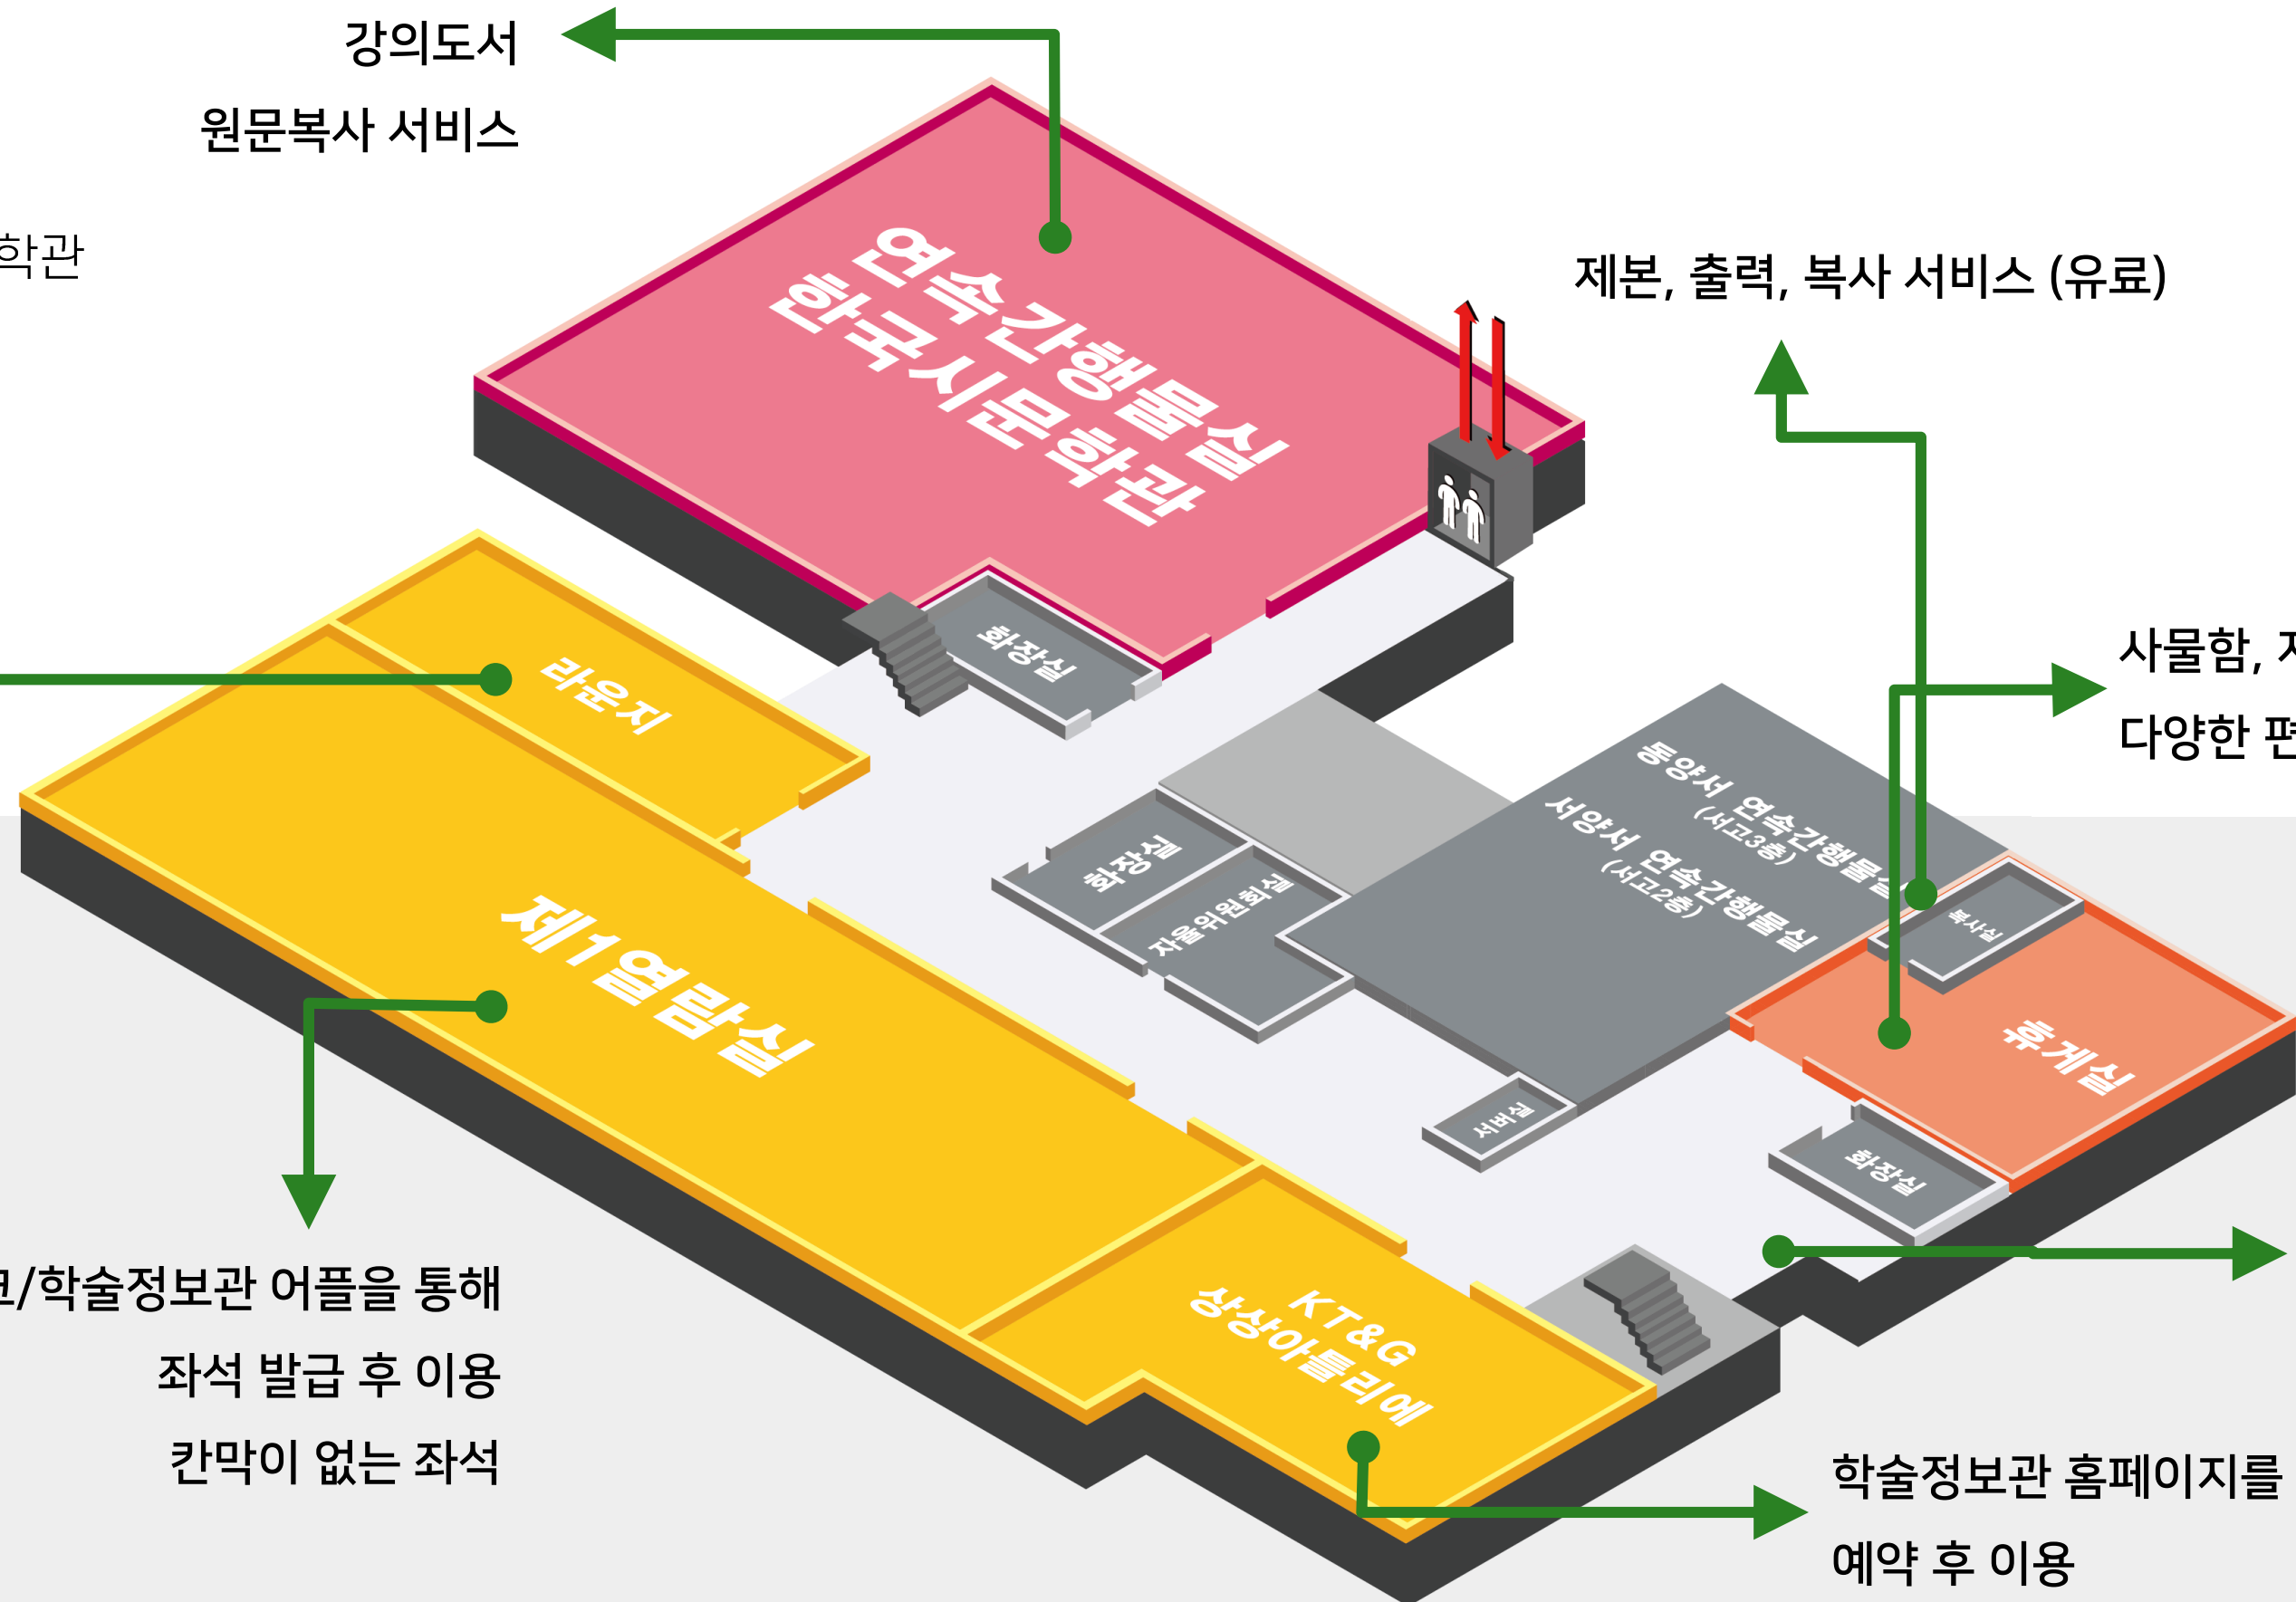 강의도서
원문복사 서비스
학관
제본, 출력, 복사 서비스 (유료)
연속간행물실
한국시문학관
사물함,
다양한
화장실
라운지
동양서 연속간행물실
(서고3층)
서양서 연속간행물실
(서고2층)
화장실
자율위원회실
복사실
제1열람실
휴게실
서버실
화장실
/학술정보관 어플을 통해
좌석 발급 후 이용
칸막이 없는 좌석
KT&G
상상아틀리에
학술정보관 홈페이지를
예약 후 이용